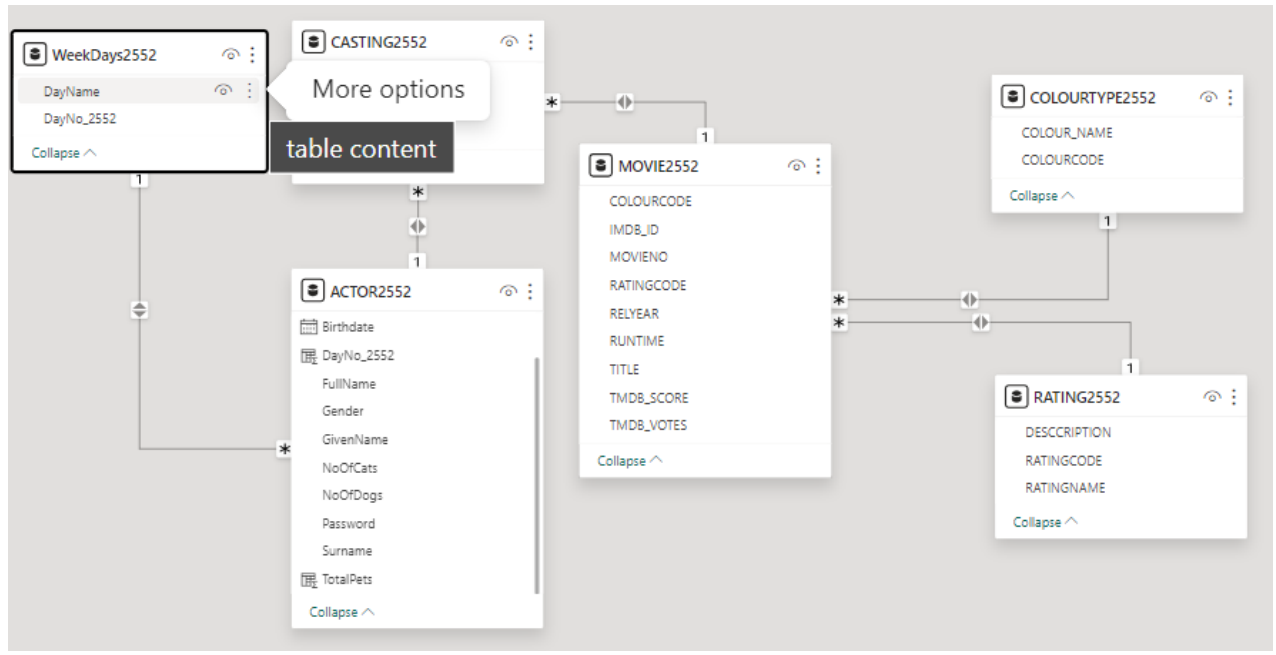 WeekDays2552
DayName
DayNo_2552
Collapse
1
CASTING2552
More options
table content
*
1
*
1
*
ACTOR2552
Birthdate
DayNo_2552
FullName
Gender
GivenName
NoOfCats
NoOfDogs
Password
Surname
TotalPets
Collapse
MOVIE2552
COLOURCODE
IMDB_ID
MOVIENO
RATINGCODE
RELYEAR
RUNTIME
TITLE
TMDB_SCORE
TMDB_VOTES
Collapse
*
*
COLOURTYPE2552
COLOUR_NAME
COLOURCODE
Collapse
1
1
RATING2552
DESCCRIPTION
RATINGCODE
RATINGNAME
Collapse